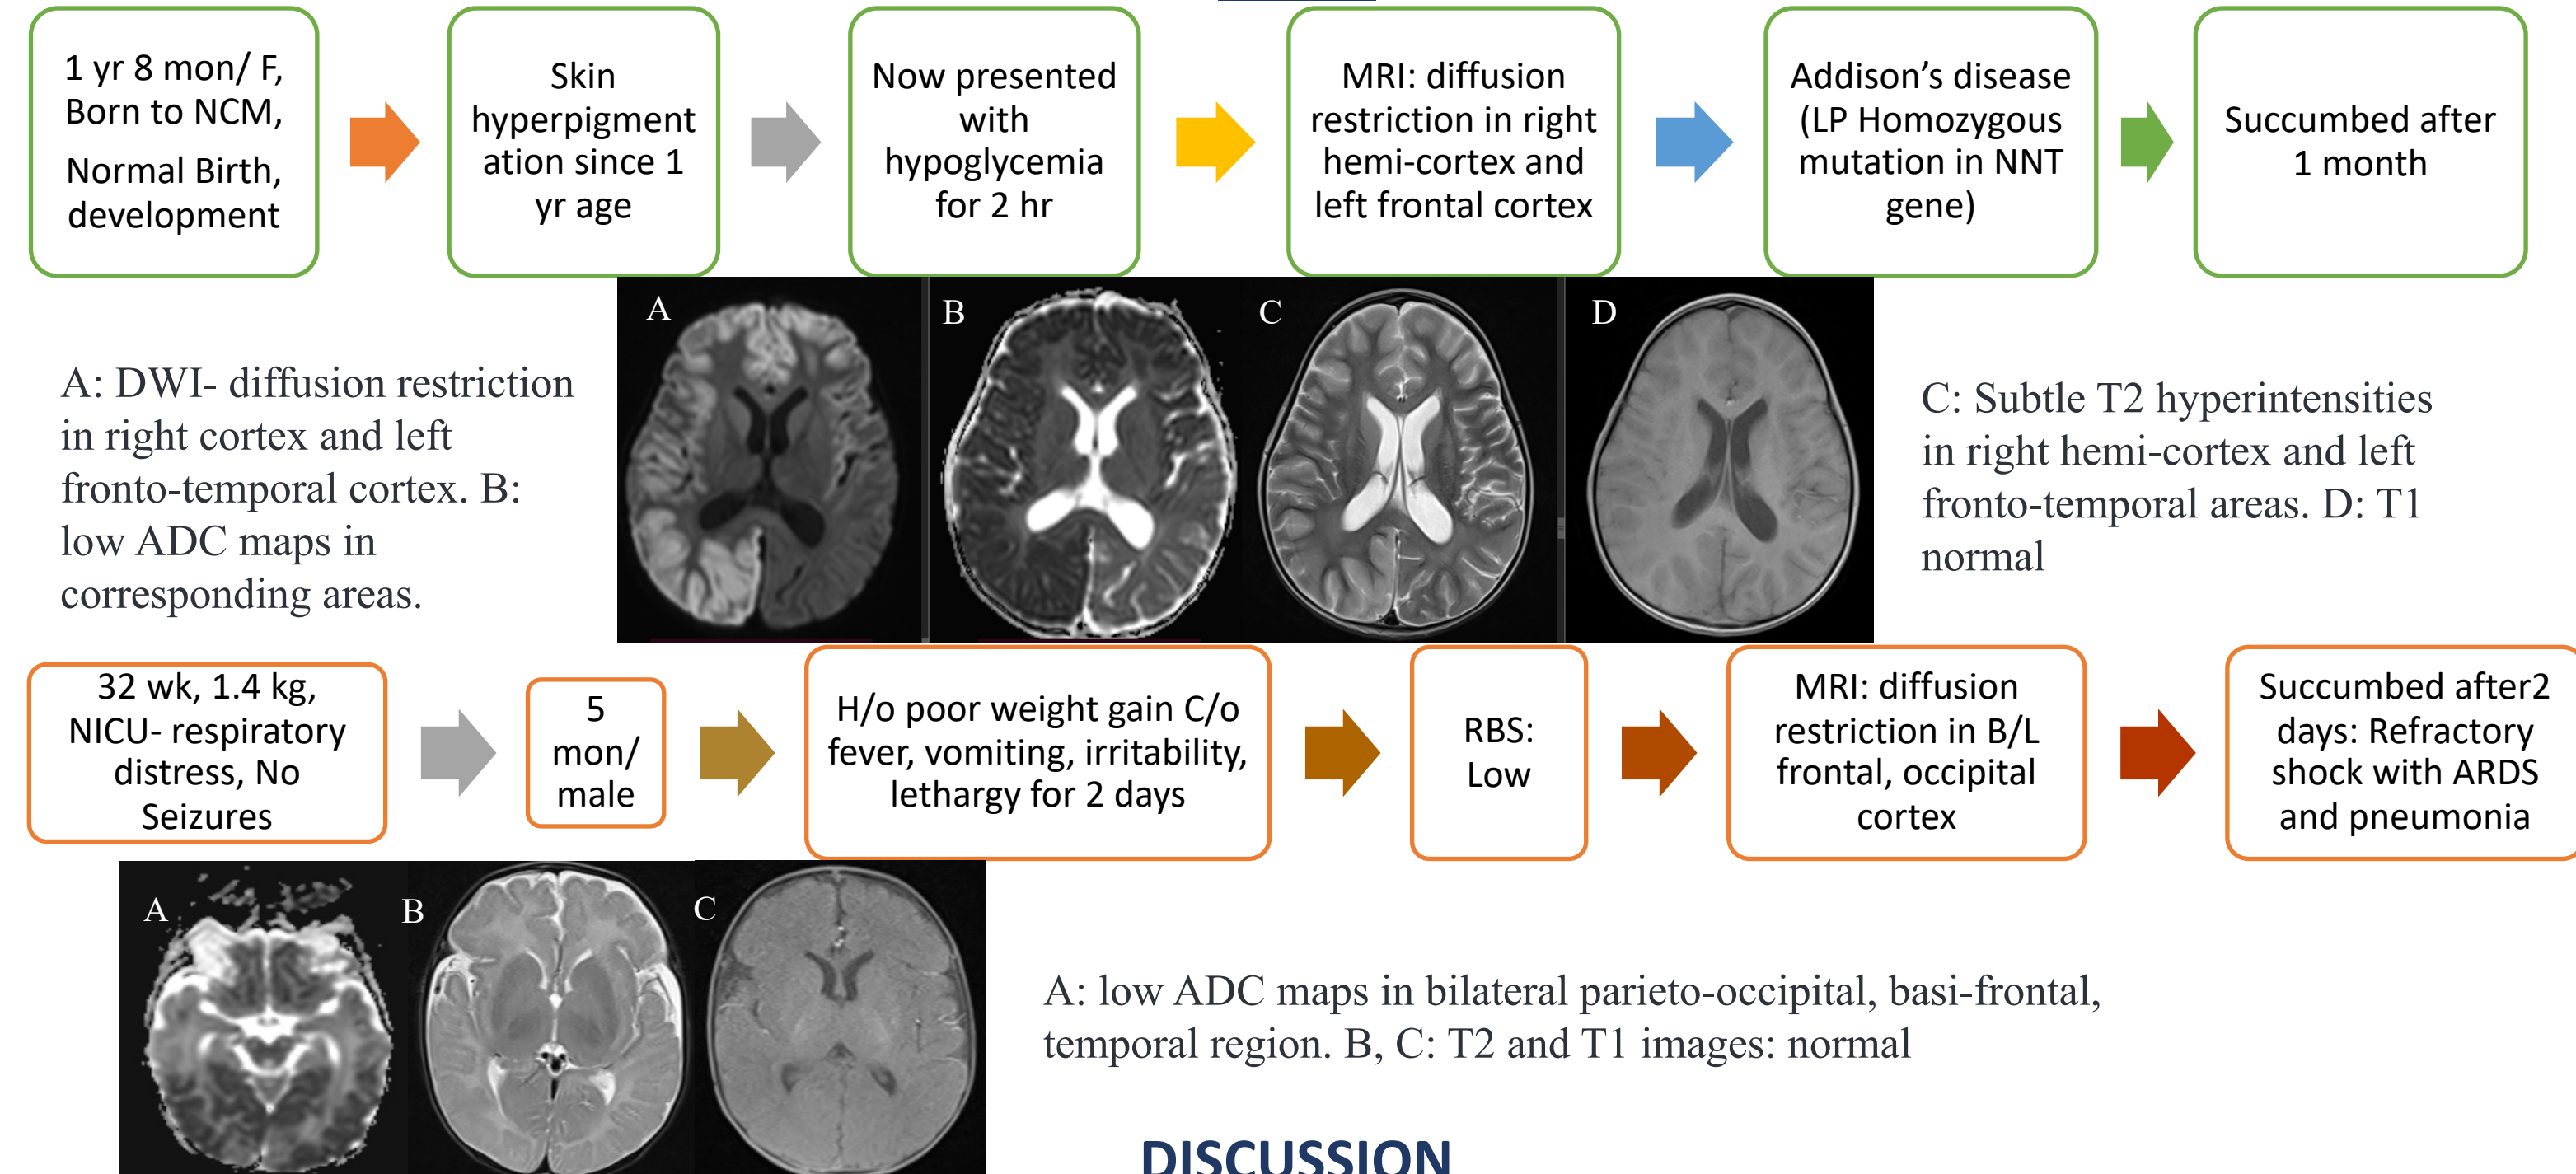 1 yr 8 mon/ F,
Born to NCM,
Normal Birth,
development
Skin
hyperpigment
ation since 1
yr age
Now presented
with
hypoglycemia
for 2 hr
MRI: diffusion
restriction in right
hemi-cortex and
left frontal cortex
Addison’s disease
(LP Homozygous
mutation in NNT
gene)
Succumbed after
1 month
A: DWI- diffusion restriction
in right cortex and left
fronto-temporal cortex. B:
low ADC maps in
corresponding areas.
A
B
C
D
C: Subtle T2 hyperintensities
in right hemi-cortex and left
fronto-temporal areas. D: T1
normal
32 wk, 1.4 kg,
NICU- respiratory
distress, No
Seizures
5
mon/
male
H/o poor weight gain C/o
fever, vomiting, irritability,
lethargy for 2 days
RBS:
Low
MRI: diffusion
restriction in B/L
frontal, occipital
cortex
Succumbed after2
days: Refractory
shock with ARDS
and pneumonia
A
B
C
A: low ADC maps in bilateral parieto-occipital, basi-frontal,
temporal region. B, C: T2 and T1 images: normal
DISCUSSION